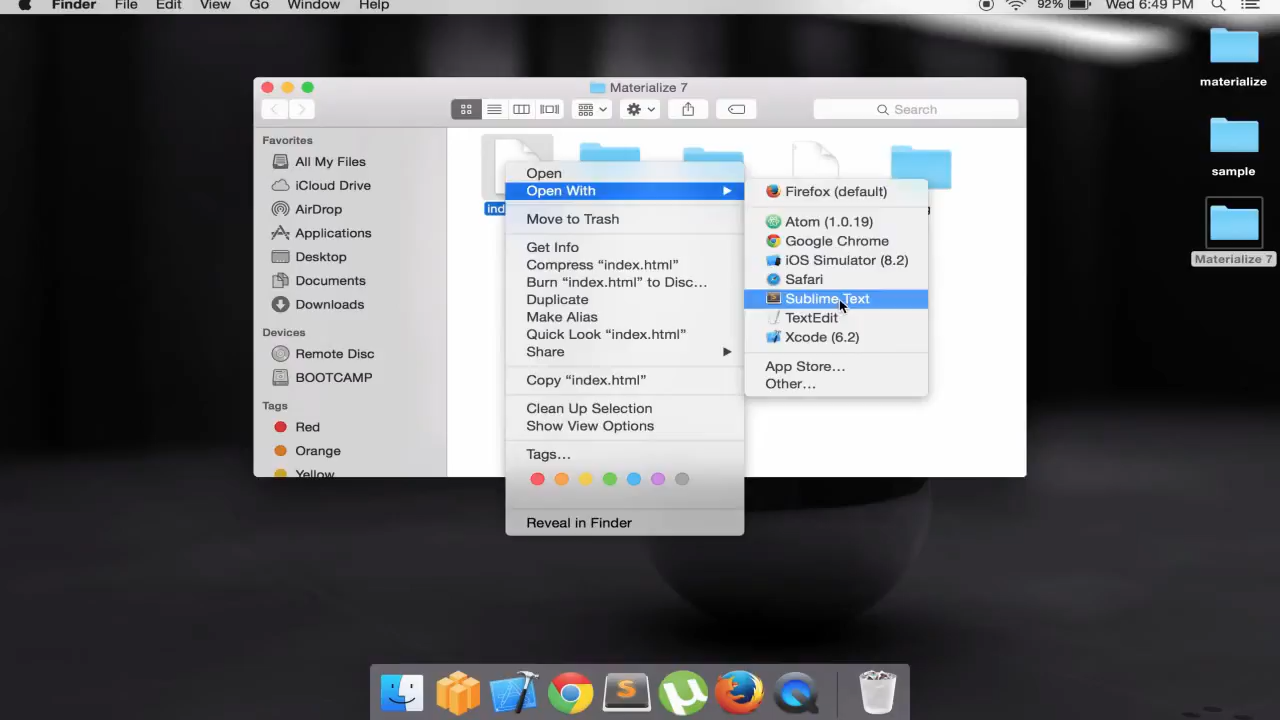 Finder File Edit View Go Window Help 92% Wed 6:49 PM
materialize
sample
Materialize 7
Materialize 7
Search
Favorites
All My Files
iCloud Drive
AirDrop
Applications
Desktop
Documents
Downloads
Devices
Remote Disc
BOOTCAMP
Tags
Red
Orange
Yellow
ind
Open
Open With
Move to Trash
Get Info
Compress “index.html”
Burn “index.html” to Disc…
Duplicate
Make Alias
Quick Look “index.html”
Share
Copy “index.html”
Clean Up Selection
Show View Options
Tags…
Reveal in Finder
Firefox (default)
Atom (1.0.19)
Google Chrome
iOS Simulator (8.2)
Safari
Sublime Text
TextEdit
Xcode (6.2)
App Store…
Other…